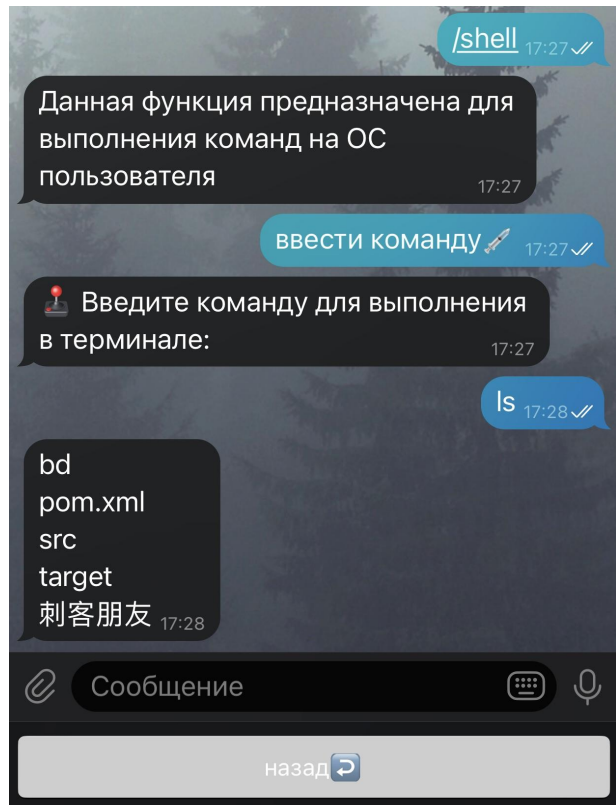 /shell 17:27
Данная функция предназначена для
выполнения команд на ОС
пользователя
17:27
ввести команду🚀 17:27
🕹 Введите команду для выполнения
в терминале:
17:27
ls 17:28
bd
pom.xml
src
target
刺客朋友 17:28
Сообщение
назад↩️